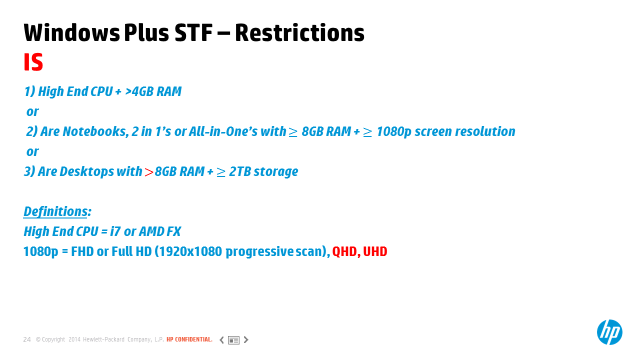 Windows Plus STF – Restrictions
IS
1) High End CPU + >4GB RAM
or
2) Are Notebooks, 2 in 1's or All-in-One's with ≥ 8GB RAM + ≥ 1080p screen resolution
or
3) Are Desktops with >8GB RAM + ≥ 2TB storage
Definitions:
High End CPU = i7 or AMD FX
1080p = FHD or Full HD (1920x1080 progressive scan), QHD, UHD
24 © Copyright 2014 Hewlett-Packard Company, L.P. HP CONFIDENTIAL.
hp